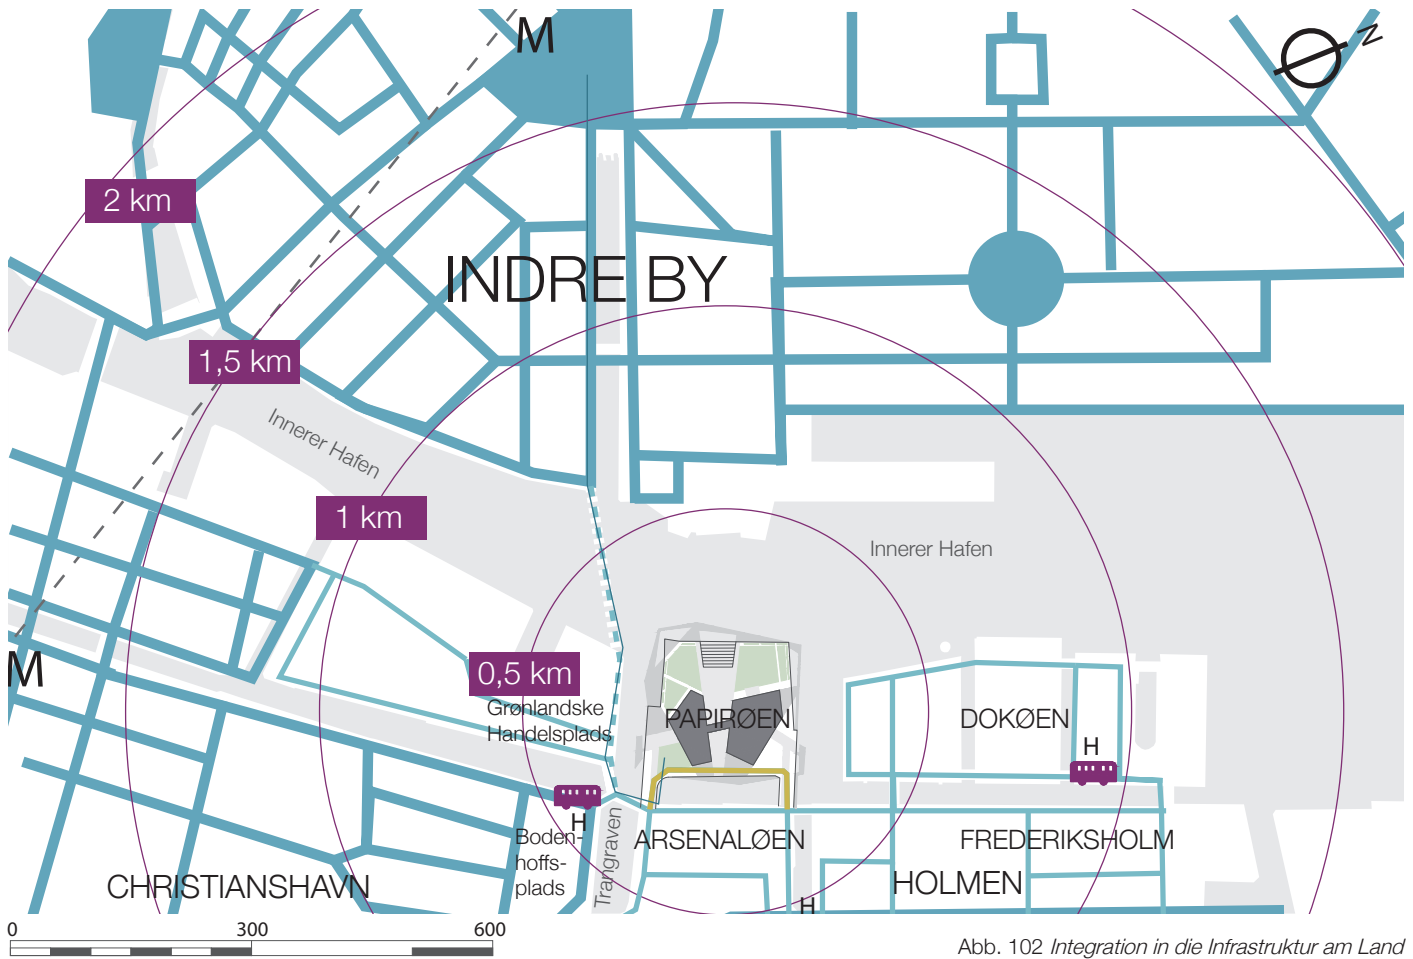 M
N
2 km
INDRE BY
1,5 km
Innerer Hafen
1 km
Innerer Hafen
M
0,5 km
Grønlandske
Handelsplads
PAPIRØEN
DOKØEN
H
H
Boden-
hoffs-
plads
Trangraven
ARSENALØEN
FREDERIKSHOLM
CHRISTIANSHAVN
HOLMEN
H
0 300 600
Abb. 102 Integration in die Infrastruktur am Land